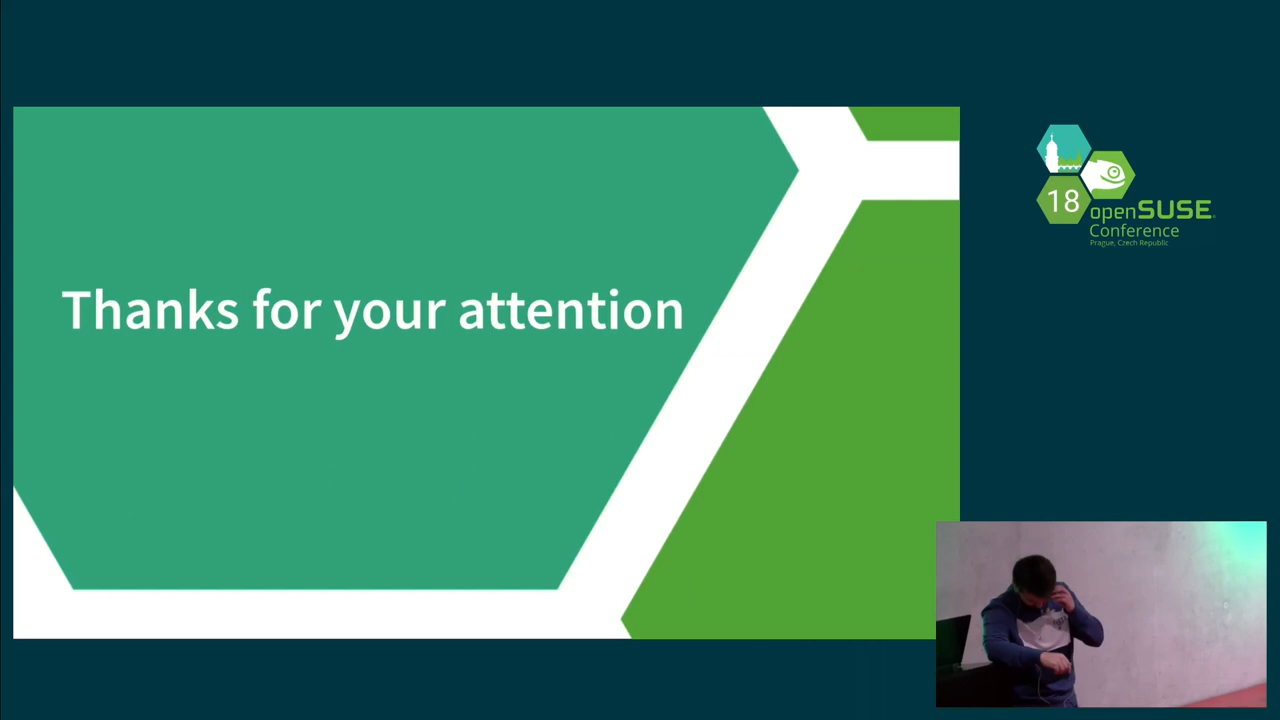 Thanks for your attention
18
openSUSE
Conference
Prague, Czech Republic